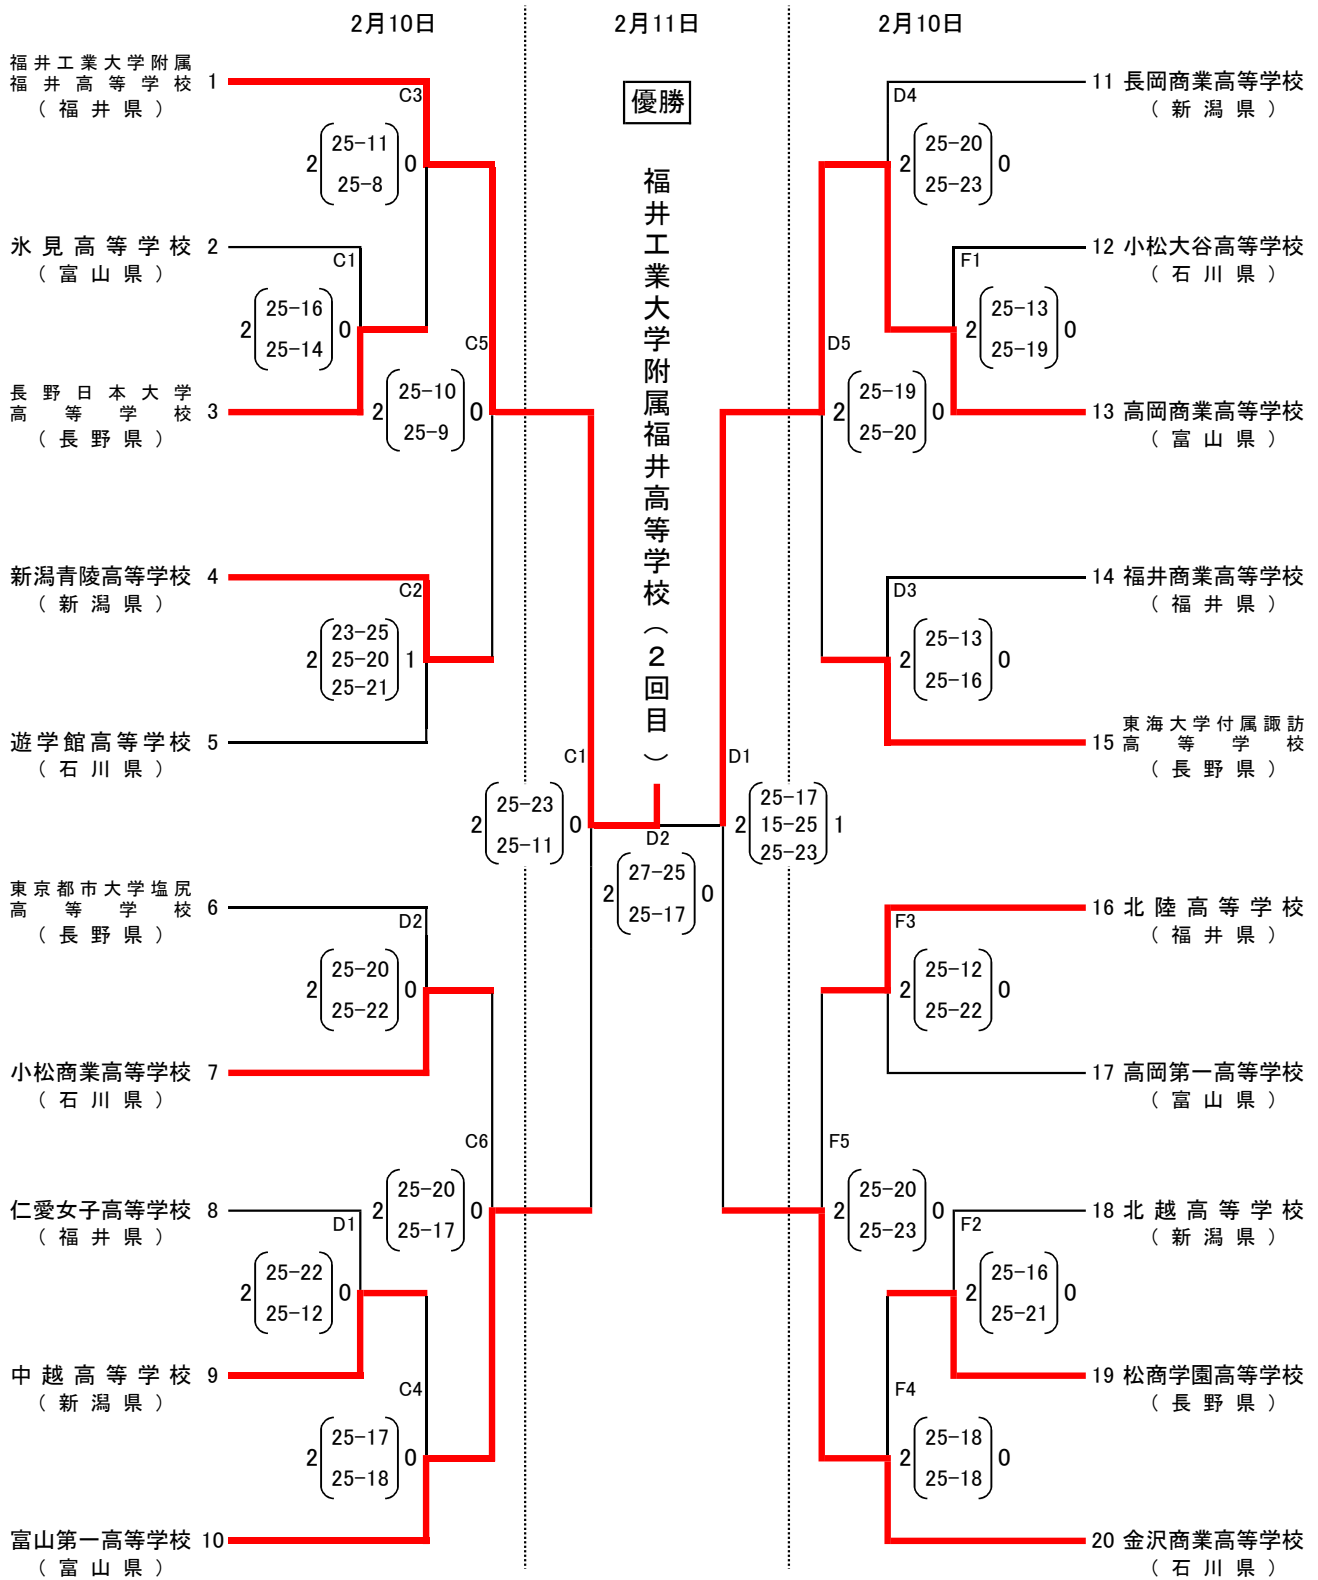 2月10日
2月11日
2月10日
優勝
福井工業大学附属福井高等学校（2回目）
福井工業大学附属
福井高等学校 1
（福井県）
C3
2 25-11 0
25-8
氷見高等学校 2
（富山県）
C1
2 25-16 0
25-14
長野日本大学
高等学校 3
（長野県）
C5
2 25-10 0
25-9
新潟青陵高等学校 4
（新潟県）
C2
23-25
2 25-20 1
25-21
遊学館高等学校 5
（石川県）
C1
2 25-23 0
25-11
東京都市大学塩尻
高等学校 6
（長野県）
D2
2 25-20 0
25-22
小松商業高等学校 7
（石川県）
C6
2 25-20 0
25-17
仁愛女子高等学校 8
（福井県）
D1
2 25-22 0
25-12
中越高等学校 9
（新潟県）
C4
2 25-17 0
25-18
富山第一高等学校 10
（富山県）
D2
2 27-25 0
25-17
11 長岡商業高等学校
（新潟県）
D4
2 25-20 0
25-23
12 小松大谷高等学校
（石川県）
F1
2 25-13 0
25-19
13 高岡商業高等学校
（富山県）
D5
2 25-19 0
25-20
14 福井商業高等学校
（福井県）
D3
2 25-13 0
25-16
東海大学付属諏訪
15 高等学校
（長野県）
D1
25-17
2 15-25 1
25-23
16 北陸高等学校
（福井県）
F3
2 25-12 0
25-22
17 高岡第一高等学校
（富山県）
F5
2 25-20 0
25-23
18 北越高等学校
（新潟県）
F2
2 25-16 0
25-21
19 松商学園高等学校
（長野県）
F4
2 25-18 0
25-18
20 金沢商業高等学校
（石川県）